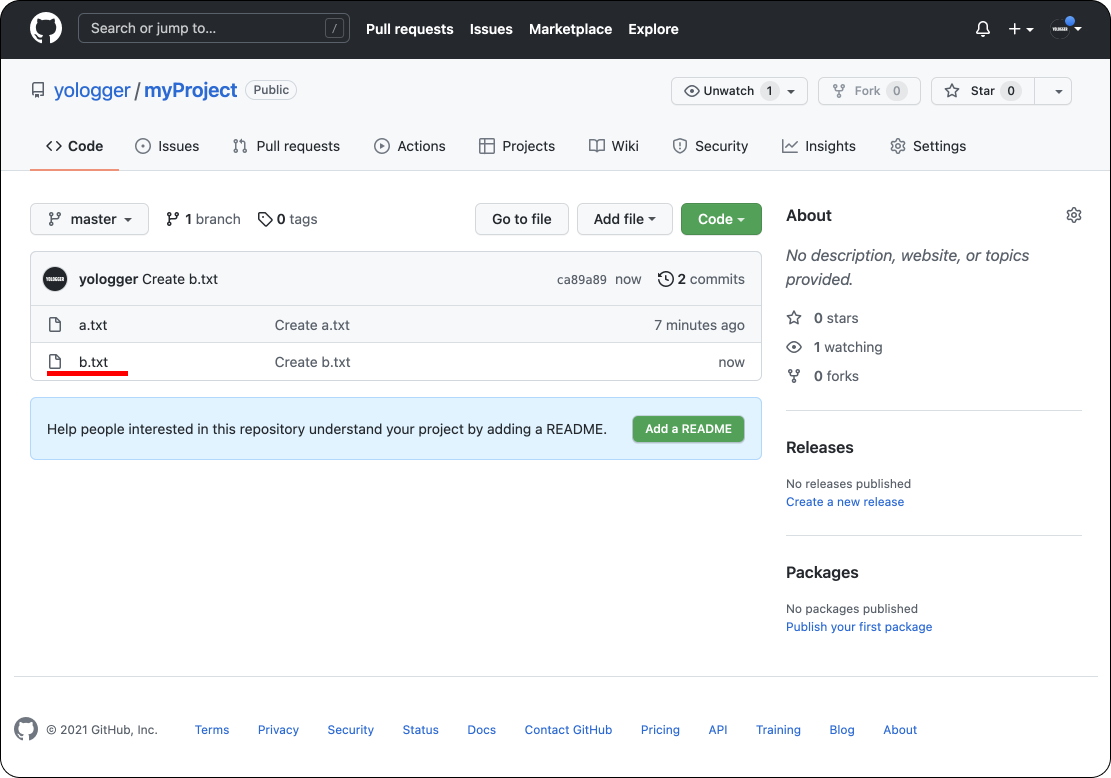 Search or jump to... / Pull requests Issues Marketplace Explore
yologger / myProject Public Unwatch 1 Fork 0 Star 0
Code Issues Pull requests Actions Projects Wiki Security Insights Settings
master 1 branch 0 tags Go to file Add file Code
YOLOGGER yologger Create b.txt ca89a89 now 2 commits
a.txt Create a.txt 7 minutes ago
b.txt Create b.txt now
Help people interested in this repository understand your project by adding a README. Add a README
About
No description, website, or topics
provided.
0 stars
1 watching
0 forks
Releases
No releases published
Create a new release
Packages
No packages published
Publish your first package
© 2021 GitHub, Inc. Terms Privacy Security Status Docs Contact GitHub Pricing API Training Blog About